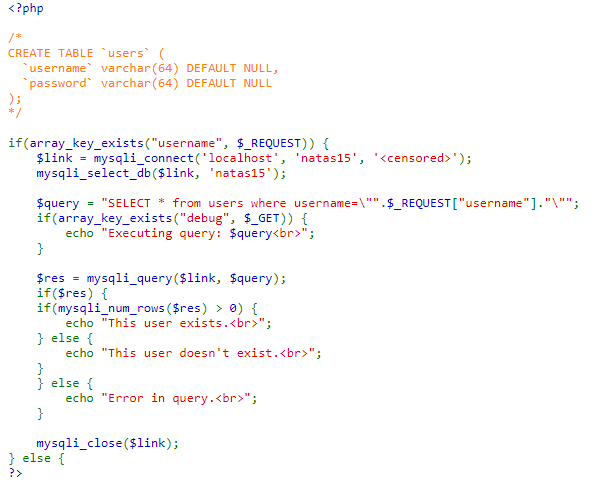 <?php
/*
CREATE TABLE `users` (
`username` varchar(64) DEFAULT NULL,
`password` varchar(64) DEFAULT NULL
);
*/
if(array_key_exists("username", $_REQUEST)) {
$link = mysqli_connect('localhost', 'natas15', '<censored>');
mysqli_select_db($link, 'natas15');
$query = "SELECT * from users where username=\"".$_REQUEST["username"]."\"";
if(array_key_exists("debug", $_GET)) {
echo "Executing query: $query<br>";
}
$res = mysqli_query($link, $query);
if($res) {
if(mysqli_num_rows($res) > 0) {
echo "This user exists.<br>";
} else {
echo "This user doesn't exist.<br>";
}
} else {
echo "Error in query.<br>";
}
mysqli_close($link);
} else {
?>